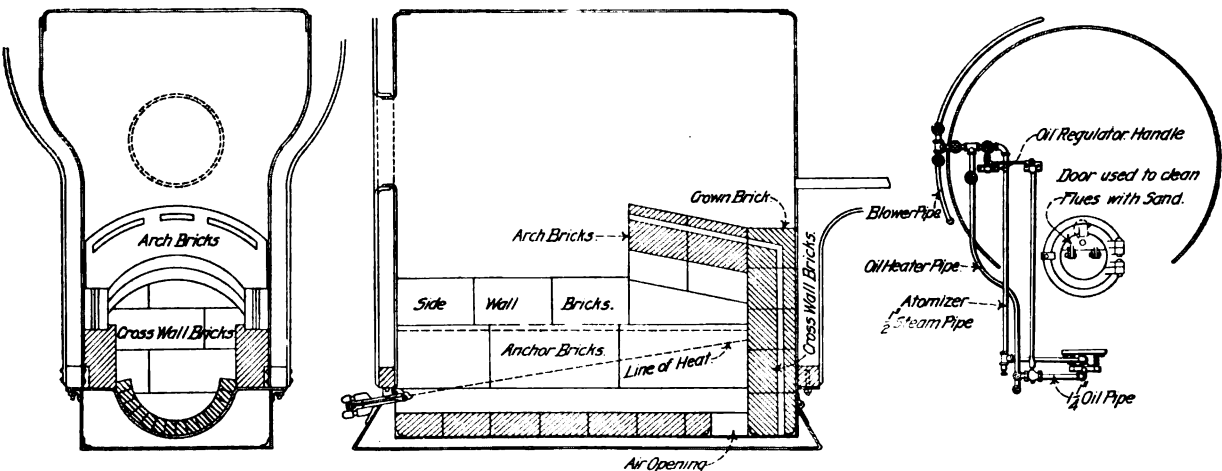 Arch Bricks
Cross Wall Bricks
Crown Brick
Arch Bricks.
Side Wall Bricks.
Anchor Bricks.
Line of Heat
Cross Wall Bricks.
Air Opening
Oil Regulator Handle
Door used to clean
Flues with Sand.
Blower Pipe
Oil Heater Pipe
Atomizer
1/2" Steam Pipe
1 1/4" Oil Pipe